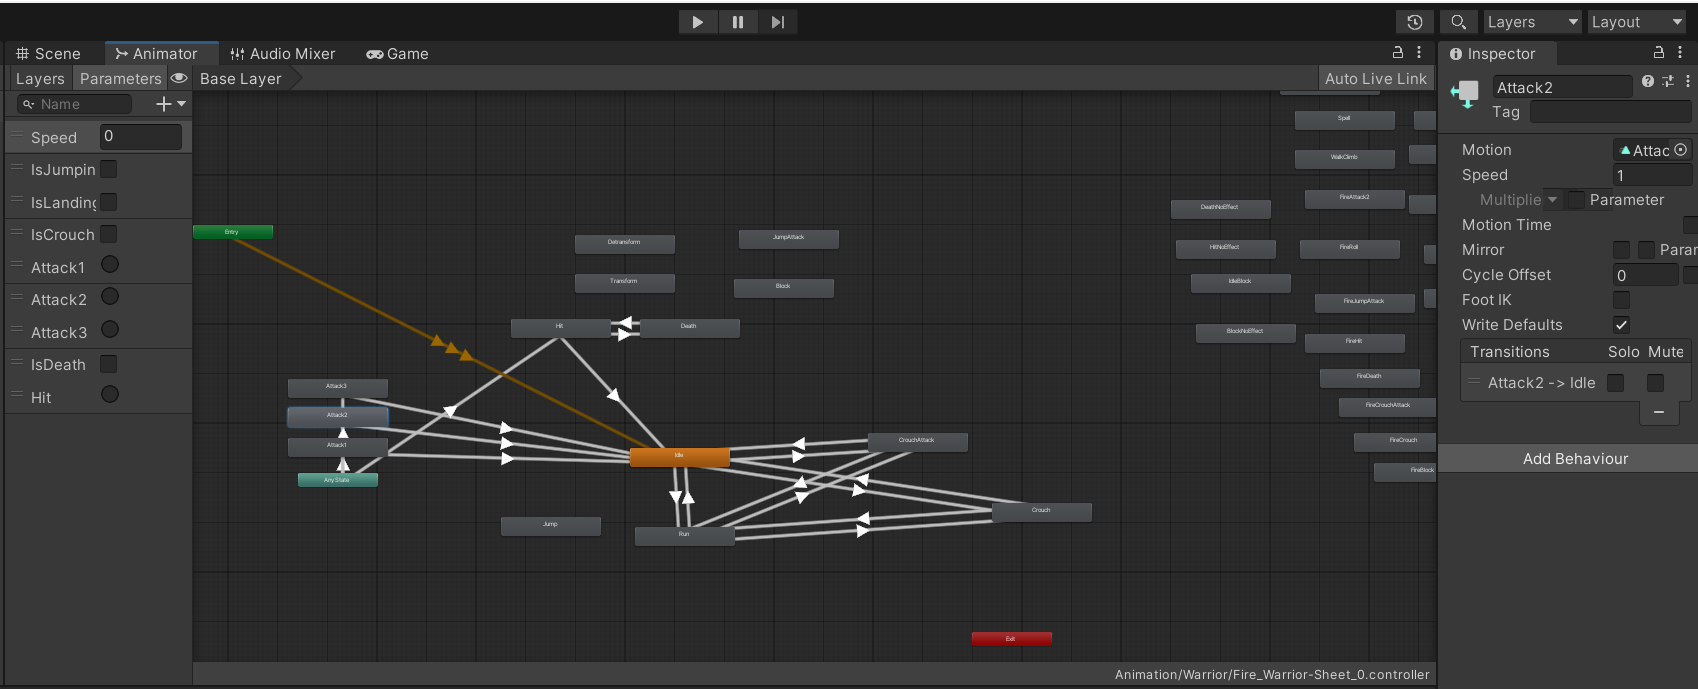 Layers
Layout
Scene
Animator
Audio Mixer
Game
Inspector
Layers
Parameters
Base Layer
Auto Live Link
Name
Speed
0
IsJumpin
IsLanding
IsCrouch
Attack1
Attack2
Attack3
IsDeath
Hit
Entry
Detransform
JumpAttack
Transform
Block
Hit
Death
Attack3
Attack2
Attack1
Any State
Idle
CrouchAttack
Jump
Run
Crouch
Exit
Spell
WallClimb
DeathNoEffect
FireAttack2
HitNoEffect
FireRoll
IdleBlock
FireJumpAttack
BlockNoEffect
FireHit
FireDeath
FireCrouchAttack
FireCrouch
FireBlock
Animation/Warrior/Fire_Warrior-Sheet_0.controller
Attack2
Tag
Motion
Attac
Speed
1
Multiplie
Parameter
Motion Time
Mirror
Parar
Cycle Offset
0
Foot IK
Write Defaults
Transitions
Solo
Mute
Attack2 -> Idle
Add Behaviour